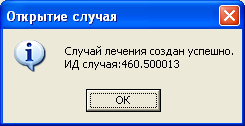 Открытие случая
Случай лечения создан успешно.
ИД случая:460.500013
OK